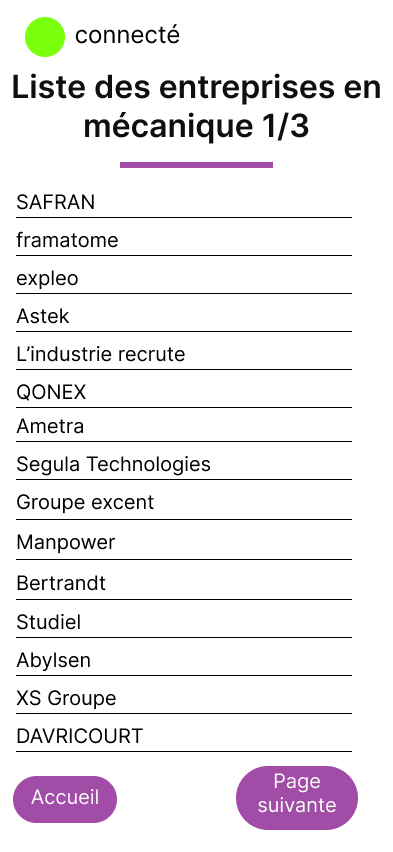 connecté
Liste des entreprises en
mécanique 1/3
SAFRAN
framatome
expleo
Astek
L’industrie recrute
QONEX
Ametra
Segula Technologies
Groupe excent
Manpower
Bertrandt
Studiel
Abylsen
XS Groupe
DAVRICOURT
Accueil
Page
suivante